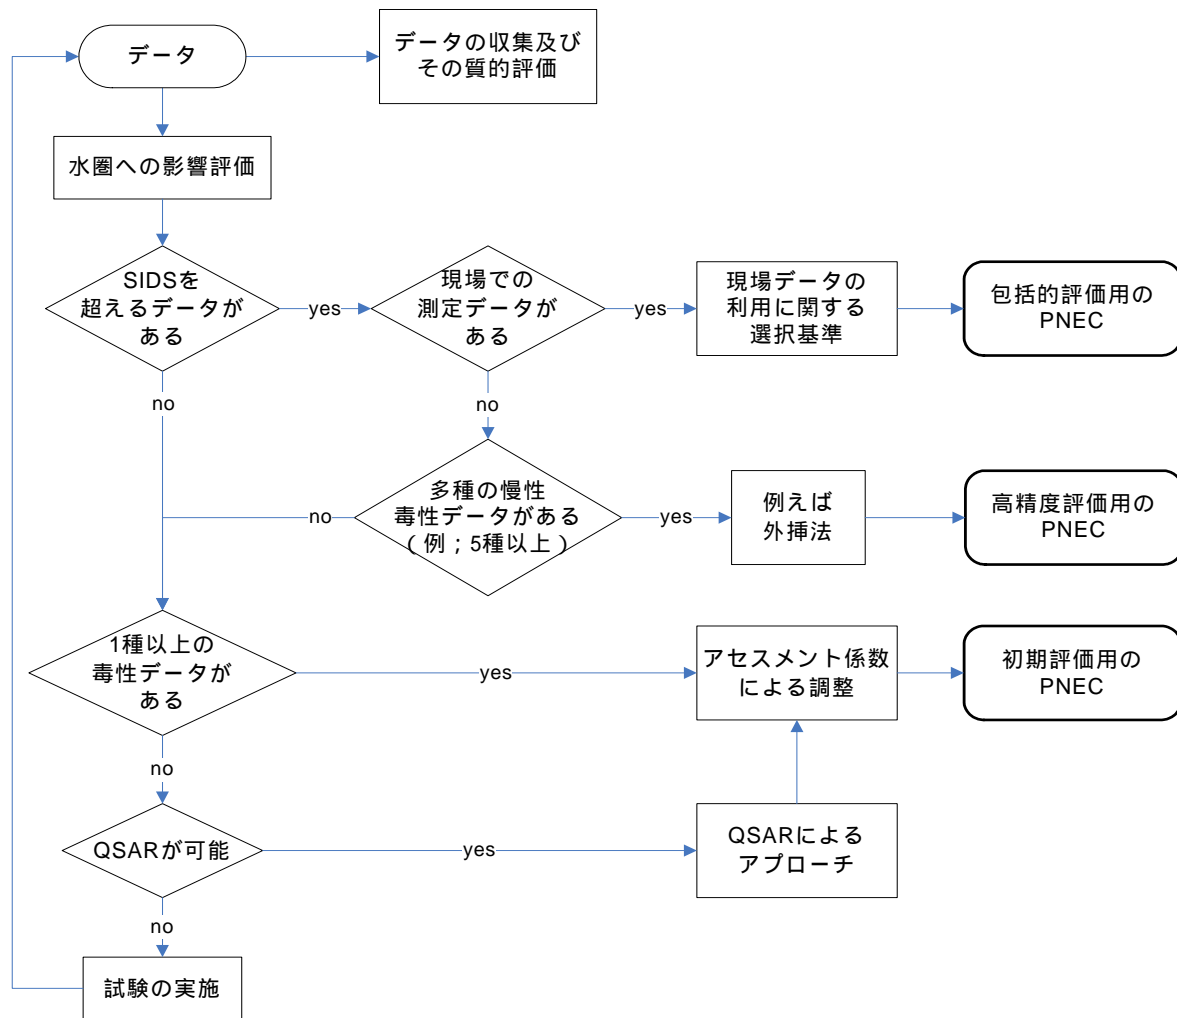 データ
データの収集及び
その質的評価
水圏への影響評価
SIDSを
超えるデータが
ある
yes
現場での
測定データが
ある
yes
現場データの
利用に関する
選択基準
包括的評価用の
PNEC
no
no
多種の慢性
毒性データがある
（例；5種以上）
no
yes
例えば
外挿法
高精度評価用の
PNEC
1種以上の
毒性データが
ある
yes
アセスメント係数
による調整
初期評価用の
PNEC
no
QSARが可能
yes
QSARによる
アプローチ
no
試験の実施